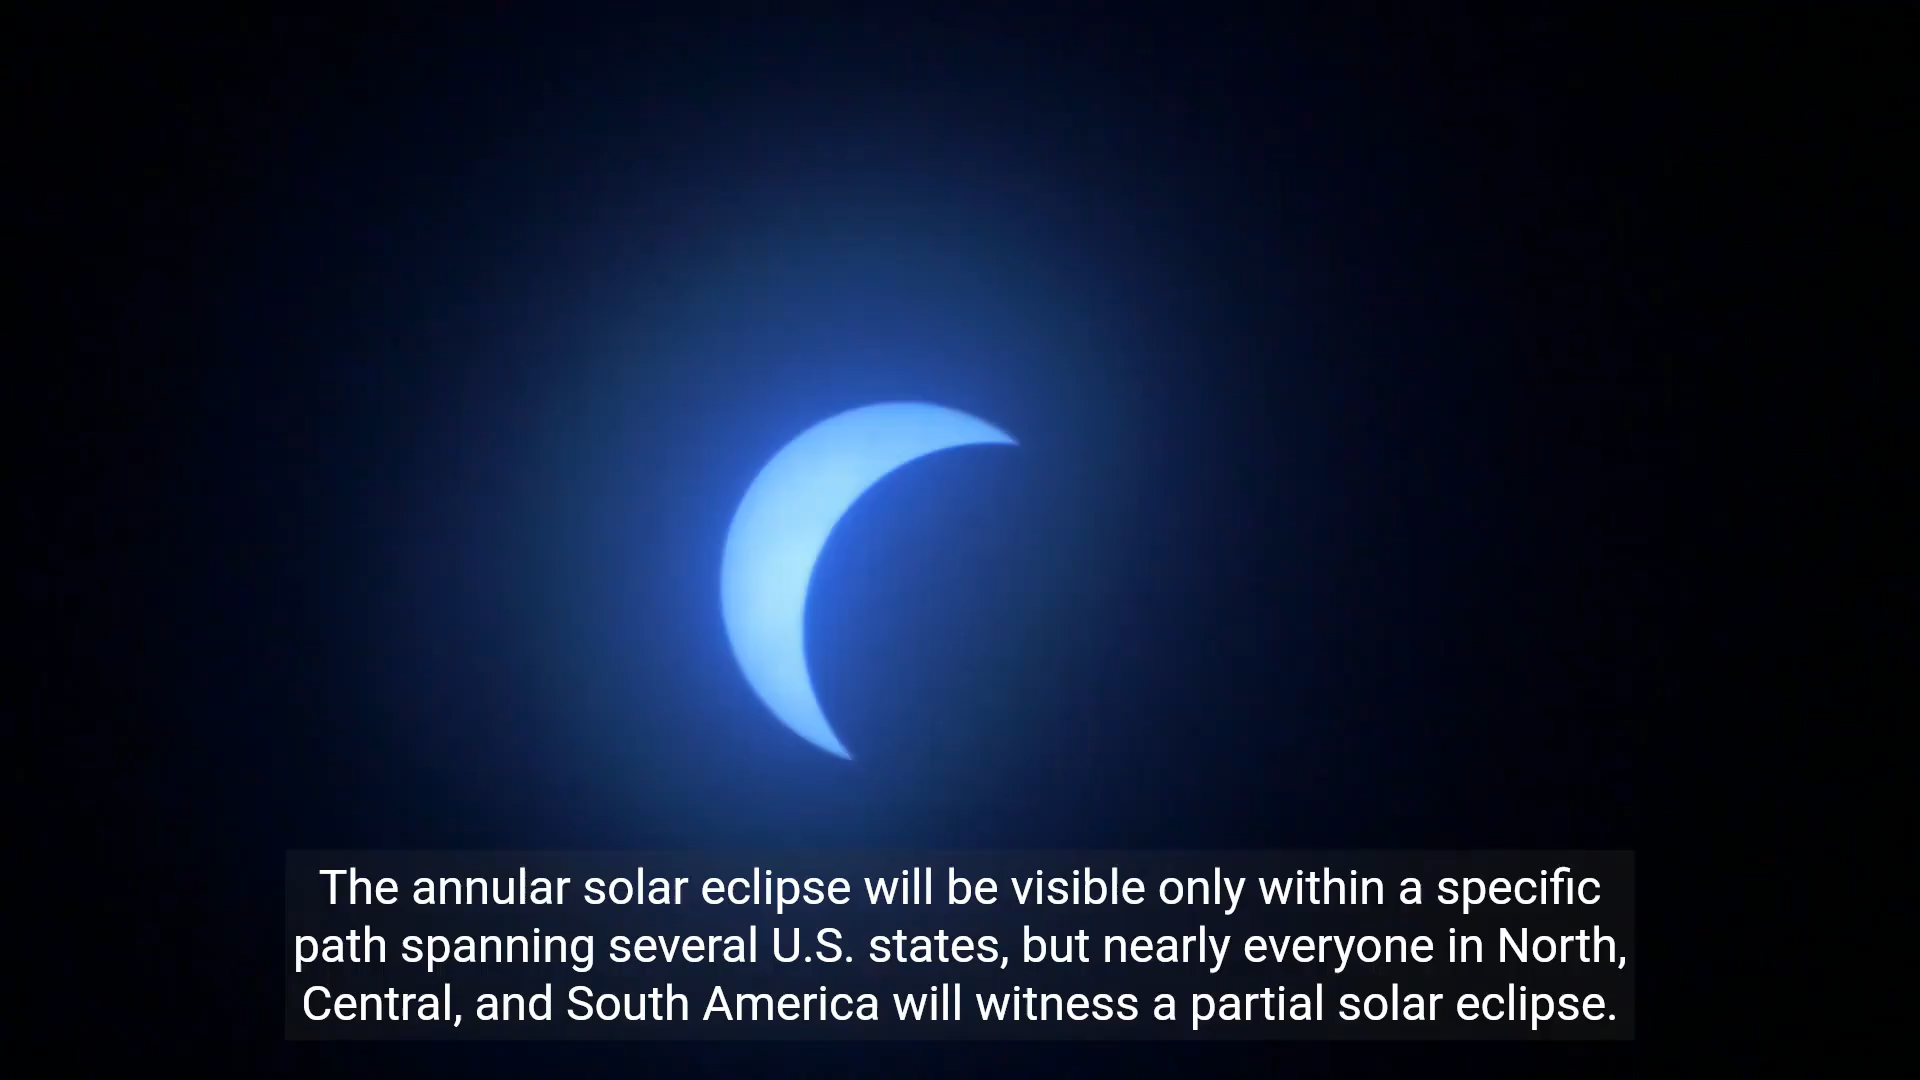 The annular solar eclipse will be visible only within a specific
path spanning several U.S. states, but nearly everyone in North,
Central, and South America will witness a partial solar eclipse.